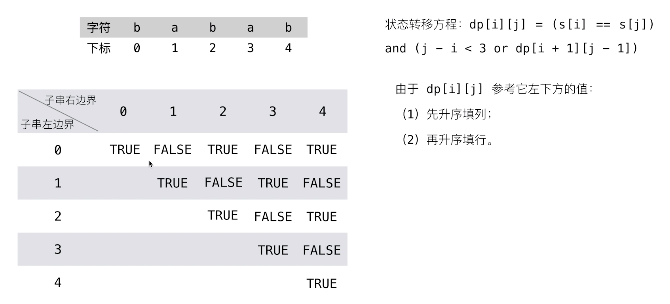 字符 b a b a b
下标 0 1 2 3 4
状态转移方程：dp[i][j] = (s[i] == s[j])
and (j - i < 3 or dp[i + 1][j - 1])
由于 dp[i][j] 参考它左下方的值：
(1) 先升序填列；
(2) 再升序填行。
子串右边界
子串左边界
0 1 2 3 4
0 TRUE FALSE TRUE FALSE TRUE
1 TRUE FALSE TRUE FALSE
2 TRUE FALSE TRUE
3 TRUE FALSE
4 TRUE